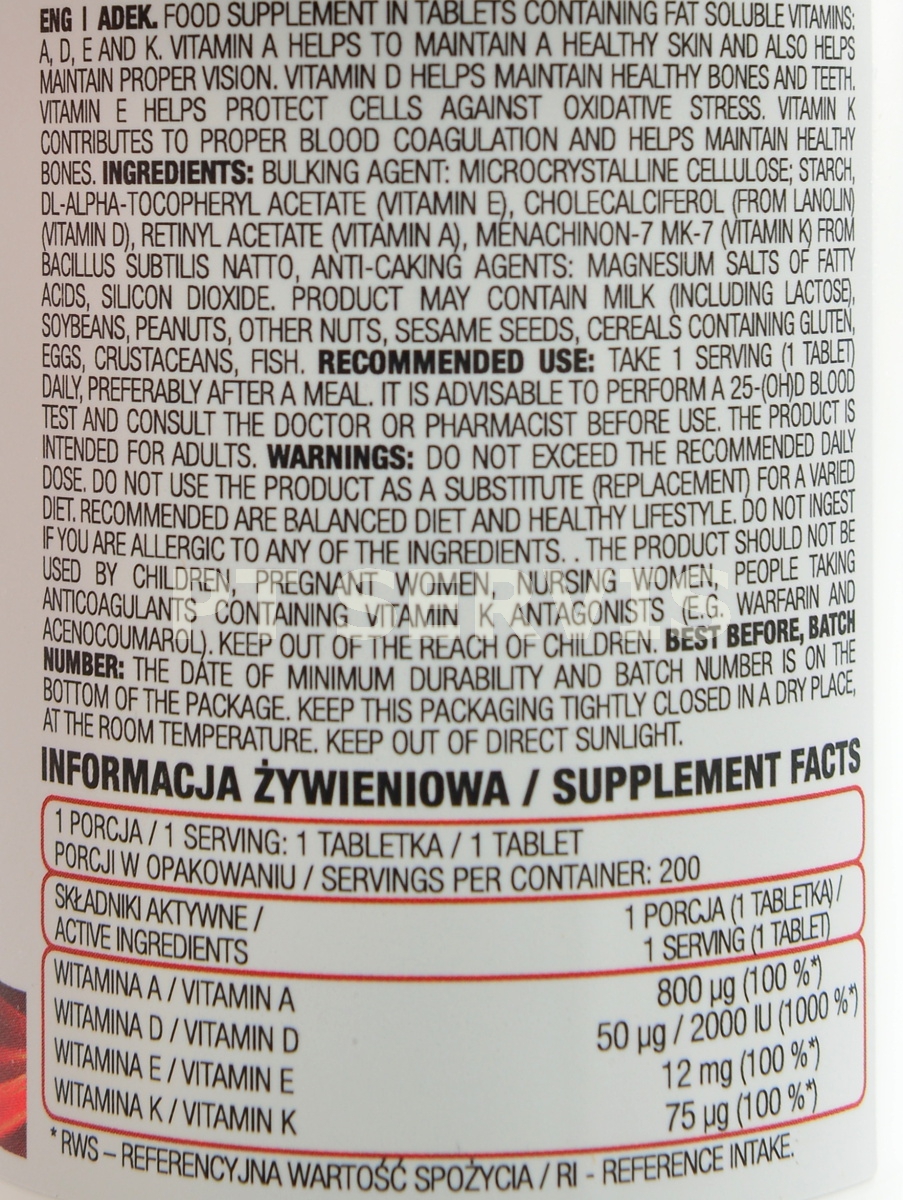 ENG | ADEK. FOOD SUPPLEMENT IN TABLETS CONTAINING FAT SOLUBLE VITAMINS:
A, D, E AND K. VITAMIN A HELPS TO MAINTAIN A HEALTHY SKIN AND ALSO HELPS
MAINTAIN PROPER VISION. VITAMIN D HELPS MAINTAIN HEALTHY BONES AND TEETH.
VITAMIN E HELPS PROTECT CELLS AGAINST OXIDATIVE STRESS. VITAMIN K
CONTRIBUTES TO PROPER BLOOD COAGULATION AND HELPS MAINTAIN HEALTHY
BONES. INGREDIENTS: BULKING AGENT: MICROCRYSTALLINE CELLULOSE; STARCH,
DL-ALPHA-TOCOPHERYL ACETATE (VITAMIN E), CHOLECALCIFEROL (FROM LANOLIN)
(VITAMIN D), RETINYL ACETATE (VITAMIN A), MENACHINON-7 MK-7 (VITAMIN K) FROM
BACILLUS SUBTILIS NATTO, ANTI-CAKING AGENTS: MAGNESIUM SALTS OF FATTY
ACIDS, SILICON DIOXIDE. PRODUCT MAY CONTAIN MILK (INCLUDING LACTOSE),
SOYBEANS, PEANUTS, OTHER NUTS, SESAME SEEDS, CEREALS CONTAINING GLUTEN,
EGGS, CRUSTACEANS, FISH. RECOMMENDED USE: TAKE 1 SERVING (1 TABLET)
DAILY, PREFERABLY AFTER A MEAL. IT IS ADVISABLE TO PERFORM A 25-(OH)D BLOOD
TEST AND CONSULT THE DOCTOR OR PHARMACIST BEFORE USE. THE PRODUCT IS
INTENDED FOR ADULTS. WARNINGS: DO NOT EXCEED THE RECOMMENDED DAILY
DOSE. DO NOT USE THE PRODUCT AS A SUBSTITUTE (REPLACEMENT) FOR A VARIED
DIET. RECOMMENDED ARE BALANCED DIET AND HEALTHY LIFESTYLE. DO NOT INGEST
IF YOU ARE ALLERGIC TO ANY OF THE INGREDIENTS. . THE PRODUCT SHOULD NOT BE
USED BY CHILDREN, PREGNANT WOMEN, NURSING WOMEN, PEOPLE TAKING
ANTICOAGULANTS CONTAINING VITAMIN K ANTAGONISTS (E.G. WARFARIN AND
ACENOCOUMAROL). KEEP OUT OF THE REACH OF CHILDREN. BEST BEFORE, BATCH
NUMBER: THE DATE OF MINIMUM DURABILITY AND BATCH NUMBER IS ON THE
BOTTOM OF THE PACKAGE. KEEP THIS PACKAGING TIGHTLY CLOSED IN A DRY PLACE,
AT THE ROOM TEMPERATURE. KEEP OUT OF DIRECT SUNLIGHT.
INFORMACJA ŻYWIENIOWA / SUPPLEMENT FACTS
1 PORCJA / 1 SERVING: 1 TABLETKA / 1 TABLET
PORCJI W OPAKOWANIU / SERVINGS PER CONTAINER: 200
SKŁADNIKI AKTYWNE / 1 PORCJA (1 TABLETKA) /
ACTIVE INGREDIENTS 1 SERVING (1 TABLET)
WITAMINA A / VITAMIN A 800 µg (100 %*)
WITAMINA D / VITAMIN D 50 µg / 2000 IU (1000 %*)
WITAMINA E / VITAMIN E 12 mg (100 %*)
WITAMINA K / VITAMIN K 75 µg (100 %*)
* RWS – REFERENCYJNA WARTOŚĆ SPOŻYCIA / RI - REFERENCE INTAKE.